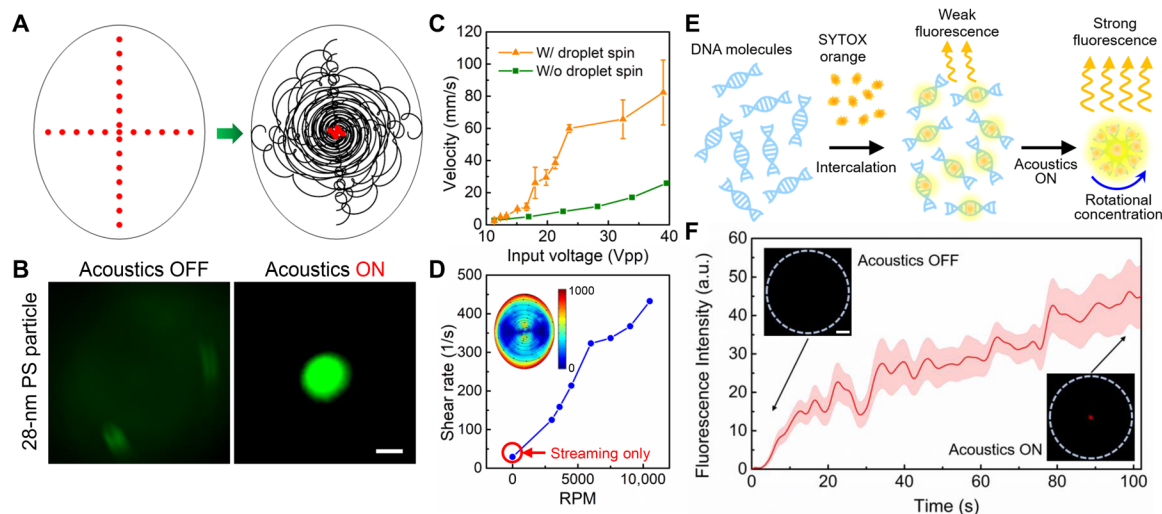 A
B
Acoustics OFF
Acoustics ON
28-nm PS particle
C
Velocity (mm/s)
120
100
80
60
40
20
0
W/ droplet spin
W/o droplet spin
10
20
30
40
Input voltage (Vpp)
D
Shear rate (1/s)
500
400
300
200
100
0
1000
0
Streaming only
0
5000
10,000
RPM
E
DNA molecules
SYTOX
orange
Intercalation
Weak
fluorescence
Acoustics
ON
Strong
fluorescence
Rotational
concentration
F
Fluorescence Intensity (a.u.)
60
50
40
30
20
10
0
Acoustics OFF
Acoustics ON
0
20
40
60
80
100
Time (s)